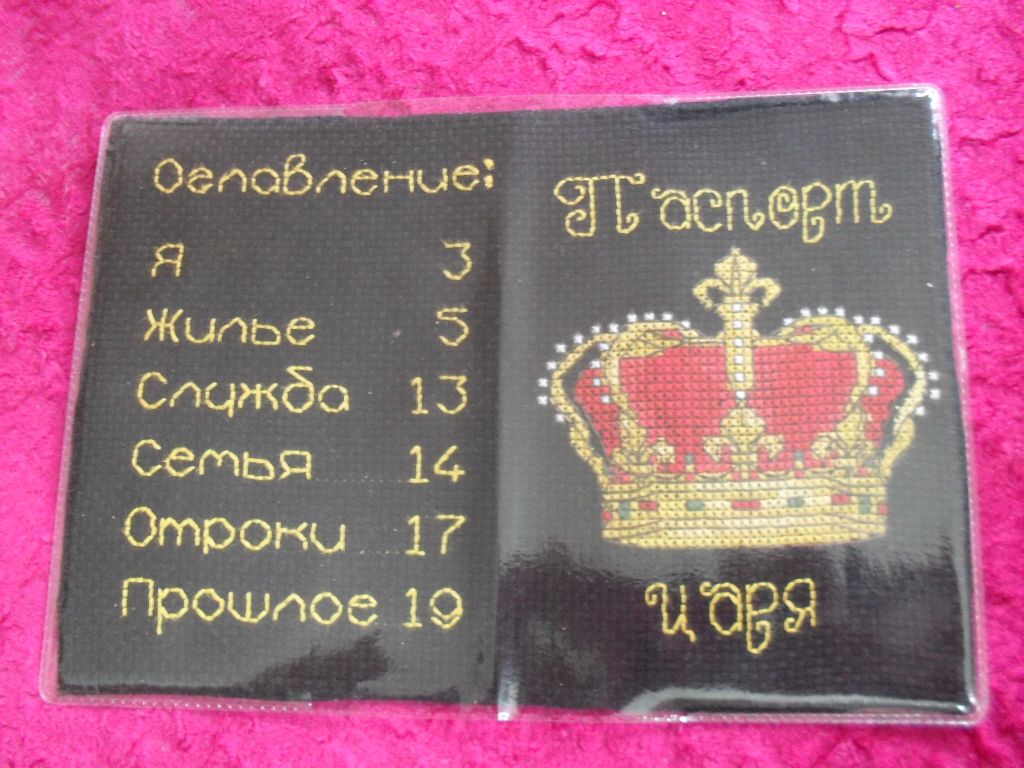 Оглавление:
Я 3
Жилье 5
Служба 13
Семья 14
Отроки 17
Прошлое 19
Паспорт
царя